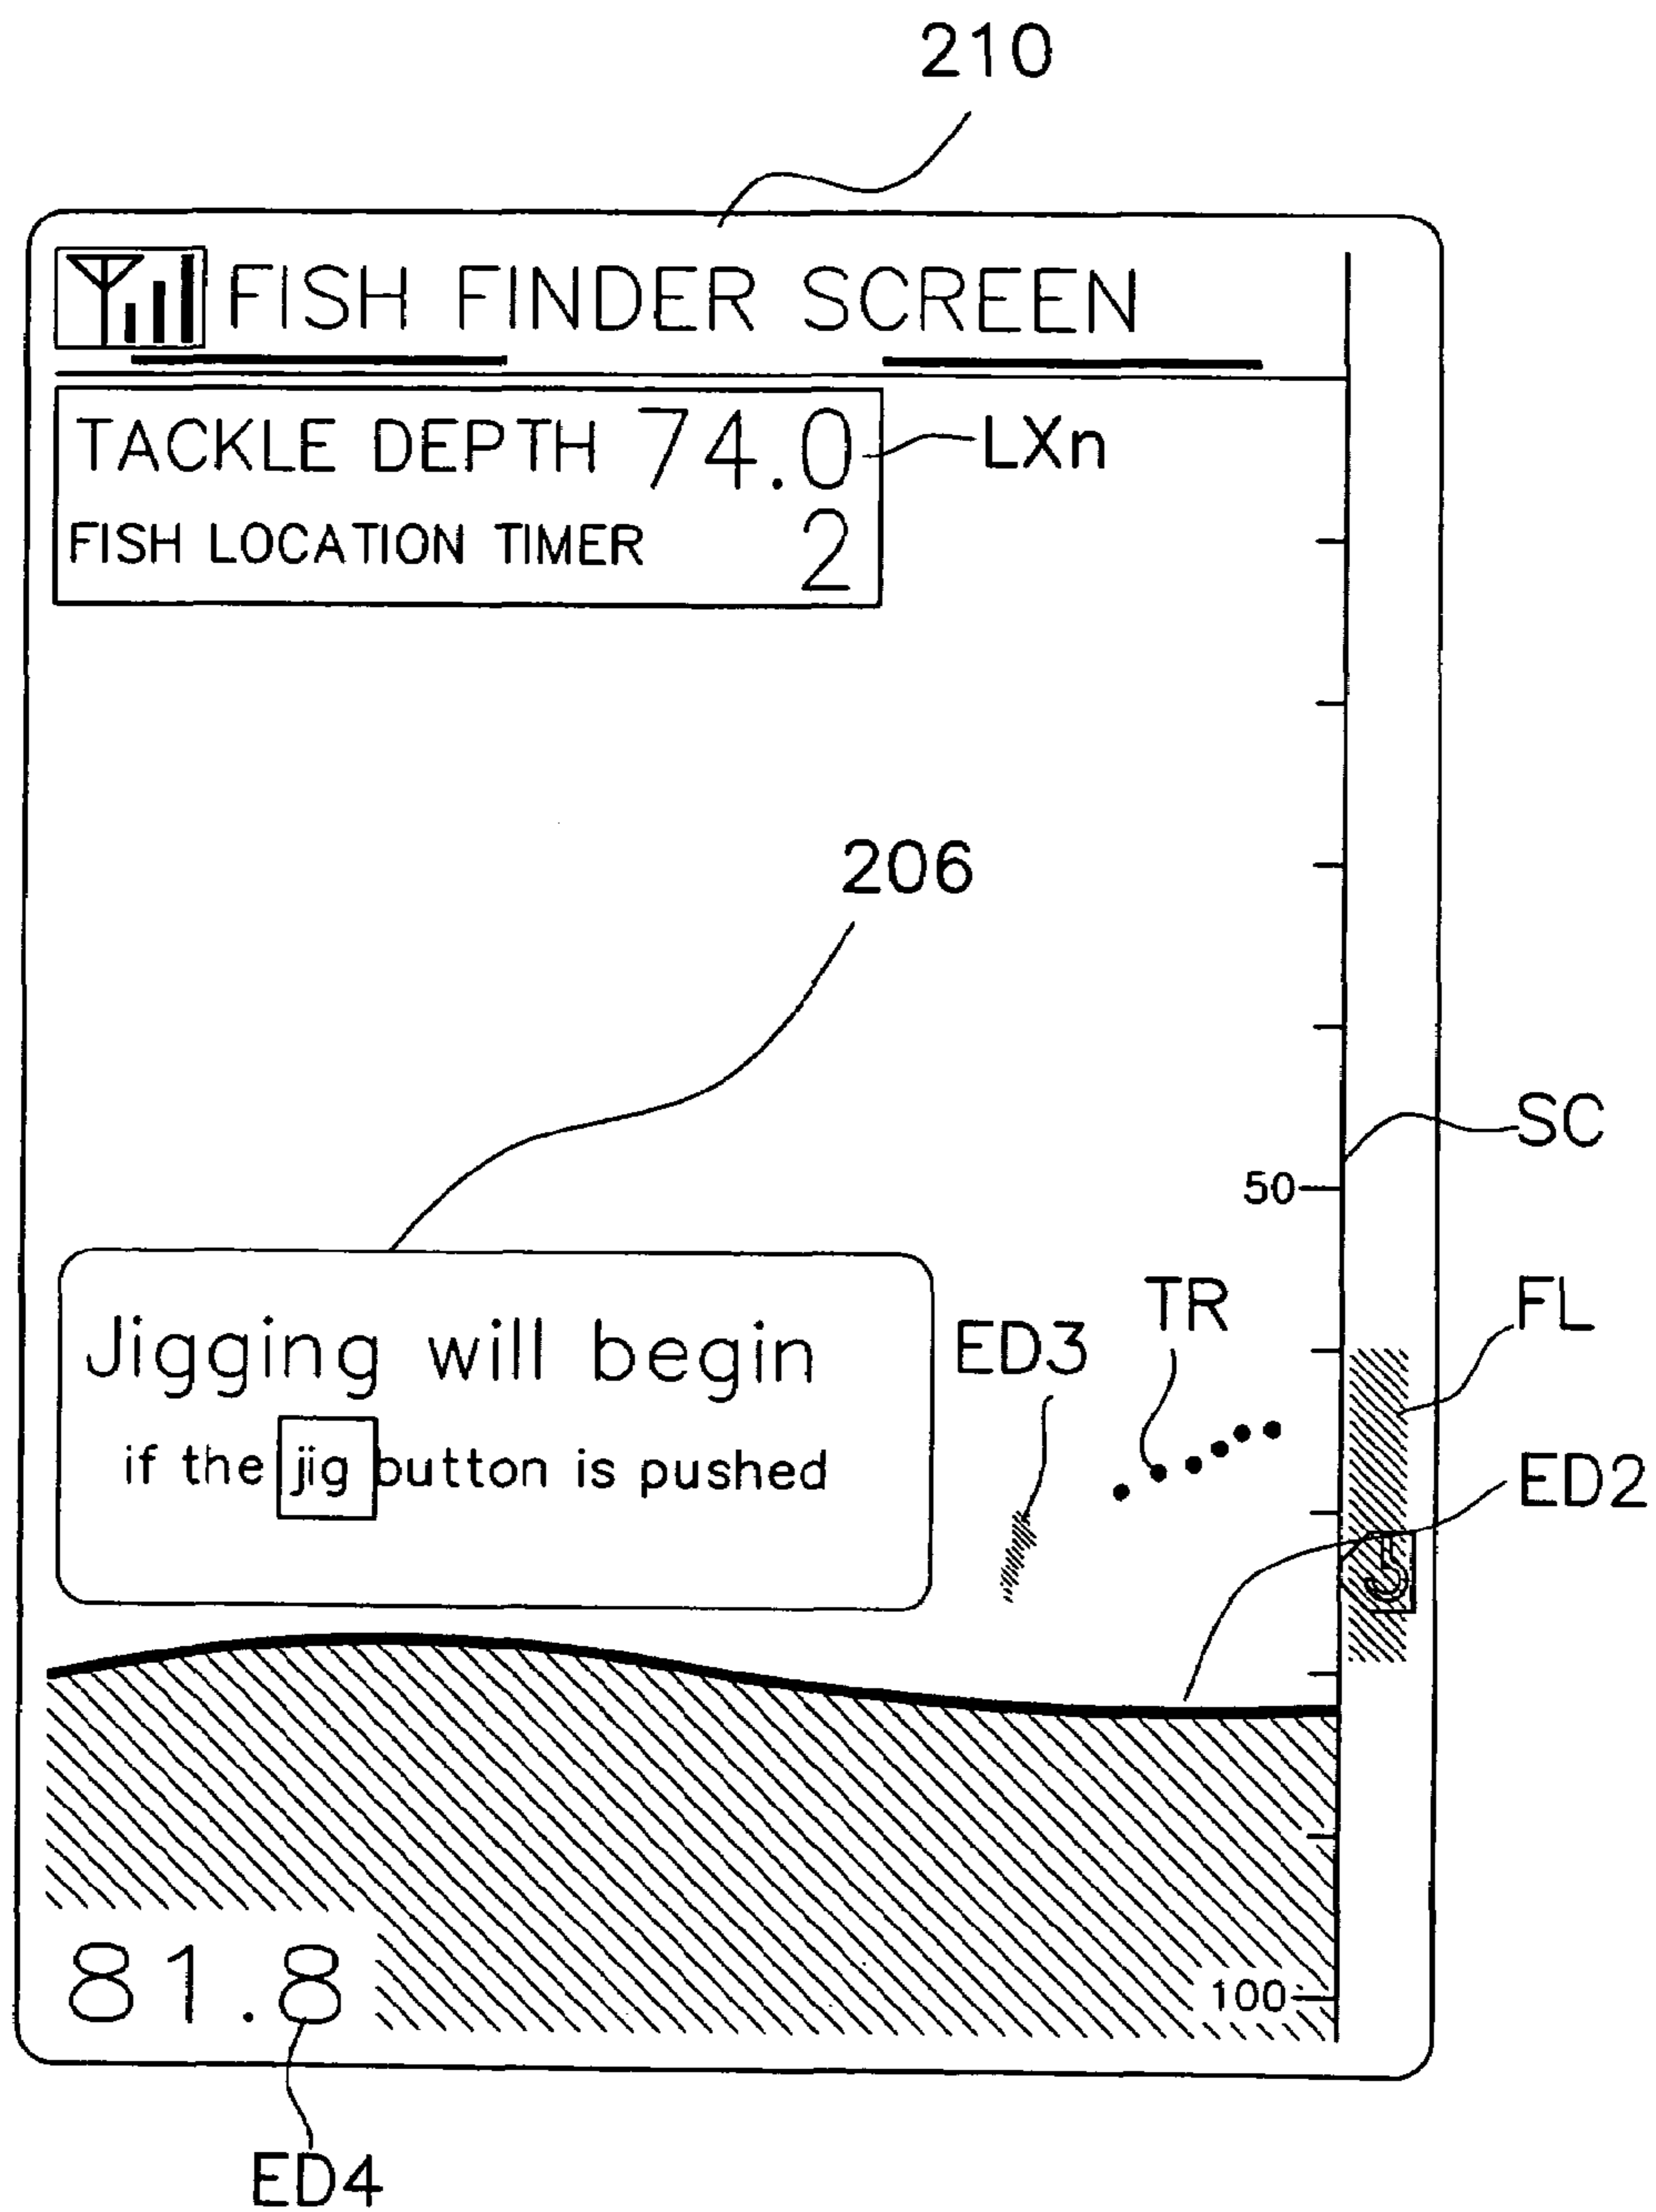 210
FISH FINDER SCREEN
TACKLE DEPTH 74.0
LXn
FISH LOCATION TIMER 2
206
SC
50
Jigging will begin
if the jig button is pushed
ED3
TR
FL
ED2
81.8
100
ED4